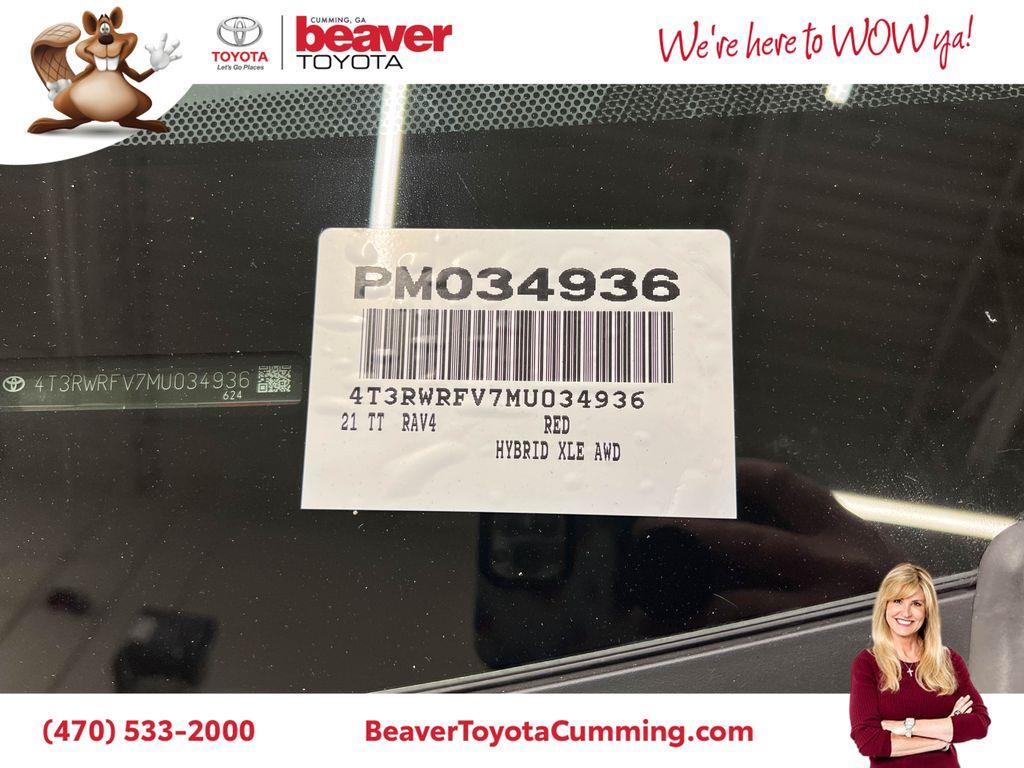 CUMMING, GA
TOYOTA
Let's Go Places
beaver
TOYOTA
We're here to WOW ya!
PM034936
4T3RWRFV7MU034936
624
4T3RWRFV7MU034936
21 TT RAV4 RED
HYBRID XLE AWD
(470) 533-2000
BeaverToyotaCumming.com